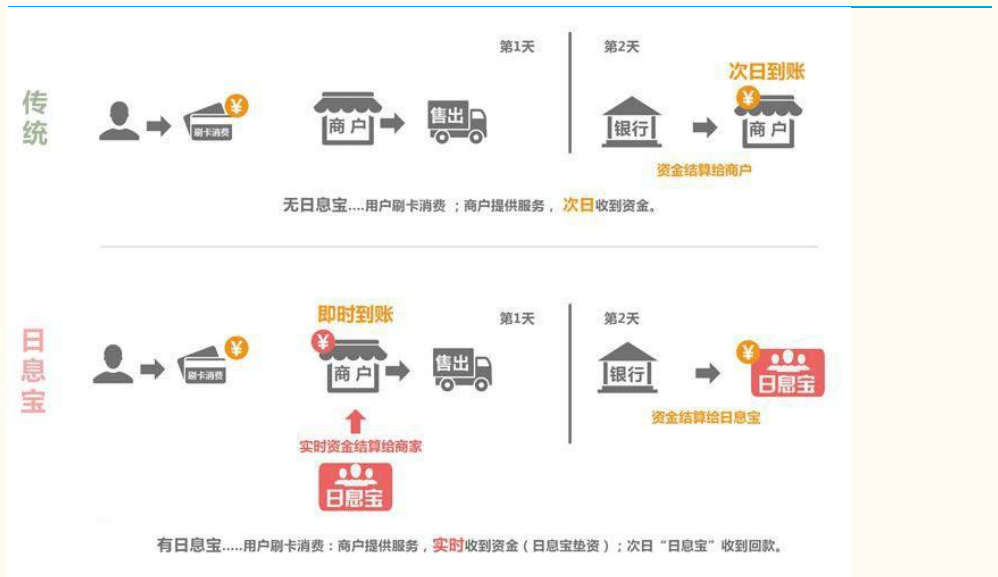 传统
第1天
第2天
次日到账
¥
¥
刷卡消费
商户
售出
银行
商户
资金结算给商户
无日息宝....用户刷卡消费 ；商户提供服务，次日收到资金。
日息宝
即时到账
第1天
第2天
¥
¥
¥
刷卡消费
商户
售出
银行
日息宝
资金结算给日息宝
实时资金结算给商家
日息宝
有日息宝.....用户刷卡消费：商户提供服务，实时收到资金（日息宝垫资）；次日“日息宝”收到回款。